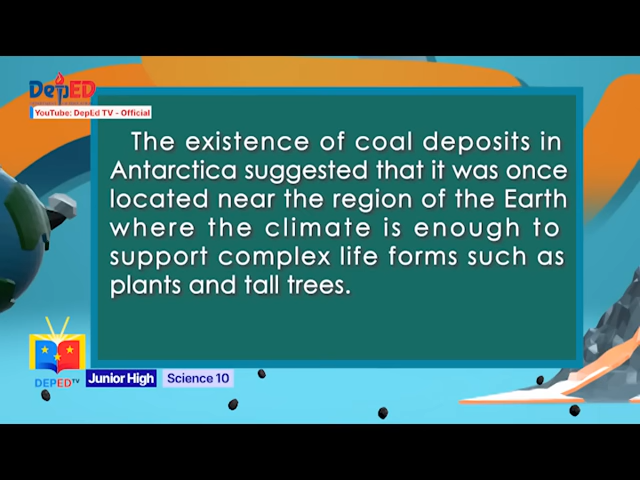 DepED
YouTube: DepEd TV - Official
The existence of coal deposits in
Antarctica suggested that it was once
located near the region of the Earth
where the climate is enough to
support complex life forms such as
plants and tall trees.
DEPED TV
Junior High
Science 10